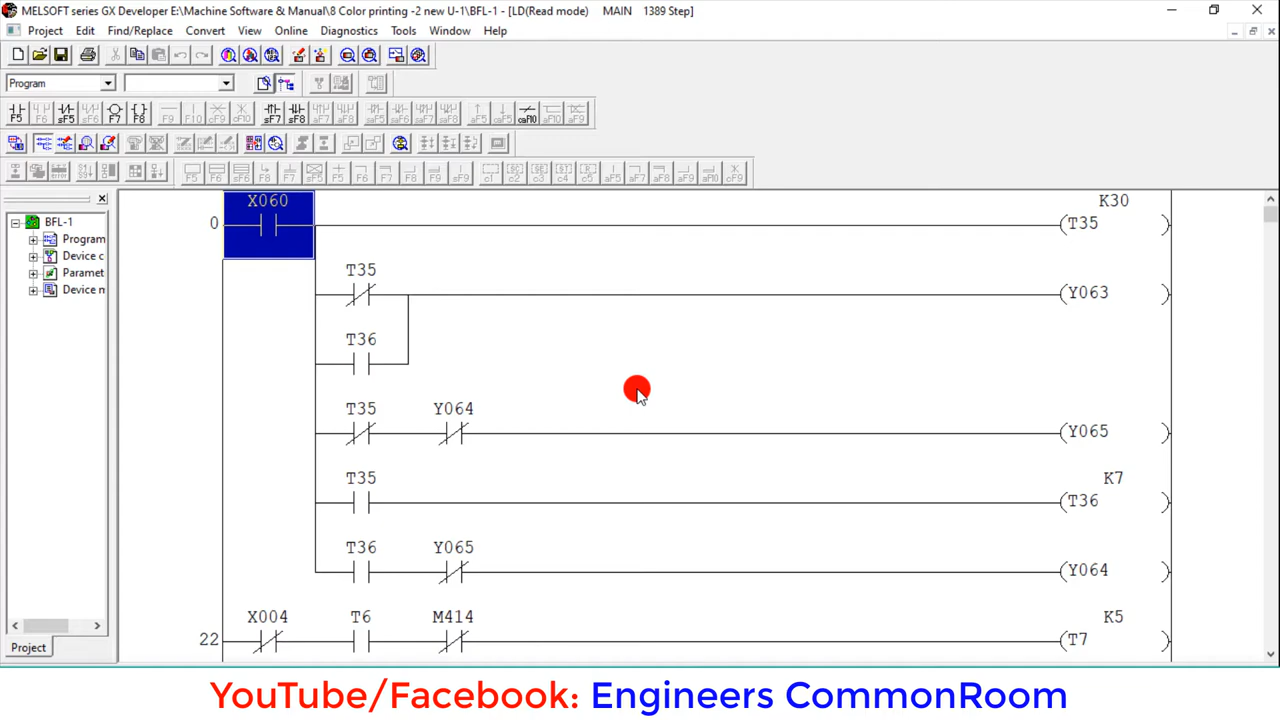 MELSOFT series GX Developer E:\Machine Software & Manual\8 Color printing -2 new U-1\BFL-1 - [LD(Read mode) MAIN 1389 Step]
Project Edit Find/Replace Convert View Online Diagnostics Tools Window Help
Program
BFL-1
Program
Device c
Paramet
Device m
Project
X060 K30
0 T35
T35
Y063
T36
T35 Y064
Y065
T35 K7
T36
T36 Y065
Y064
X004 T6 M414 K5
22 T7
YouTube/Facebook: Engineers CommonRoom